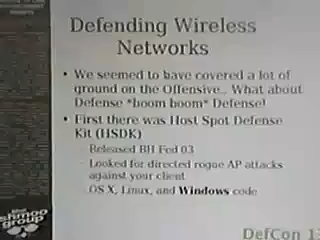 Defending Wireless
Networks
• We seemed to have covered a lot of
ground on the Offensive... What about
Defense *boom boom* Defense!
• First there was Host Spot Defense
Kit (HSDK)
– Released BH Fed 03
– Looked for directed rogue AP attacks
against your client
– OS X, Linux, and Windows code
the
shmoo
group
DefCon 13